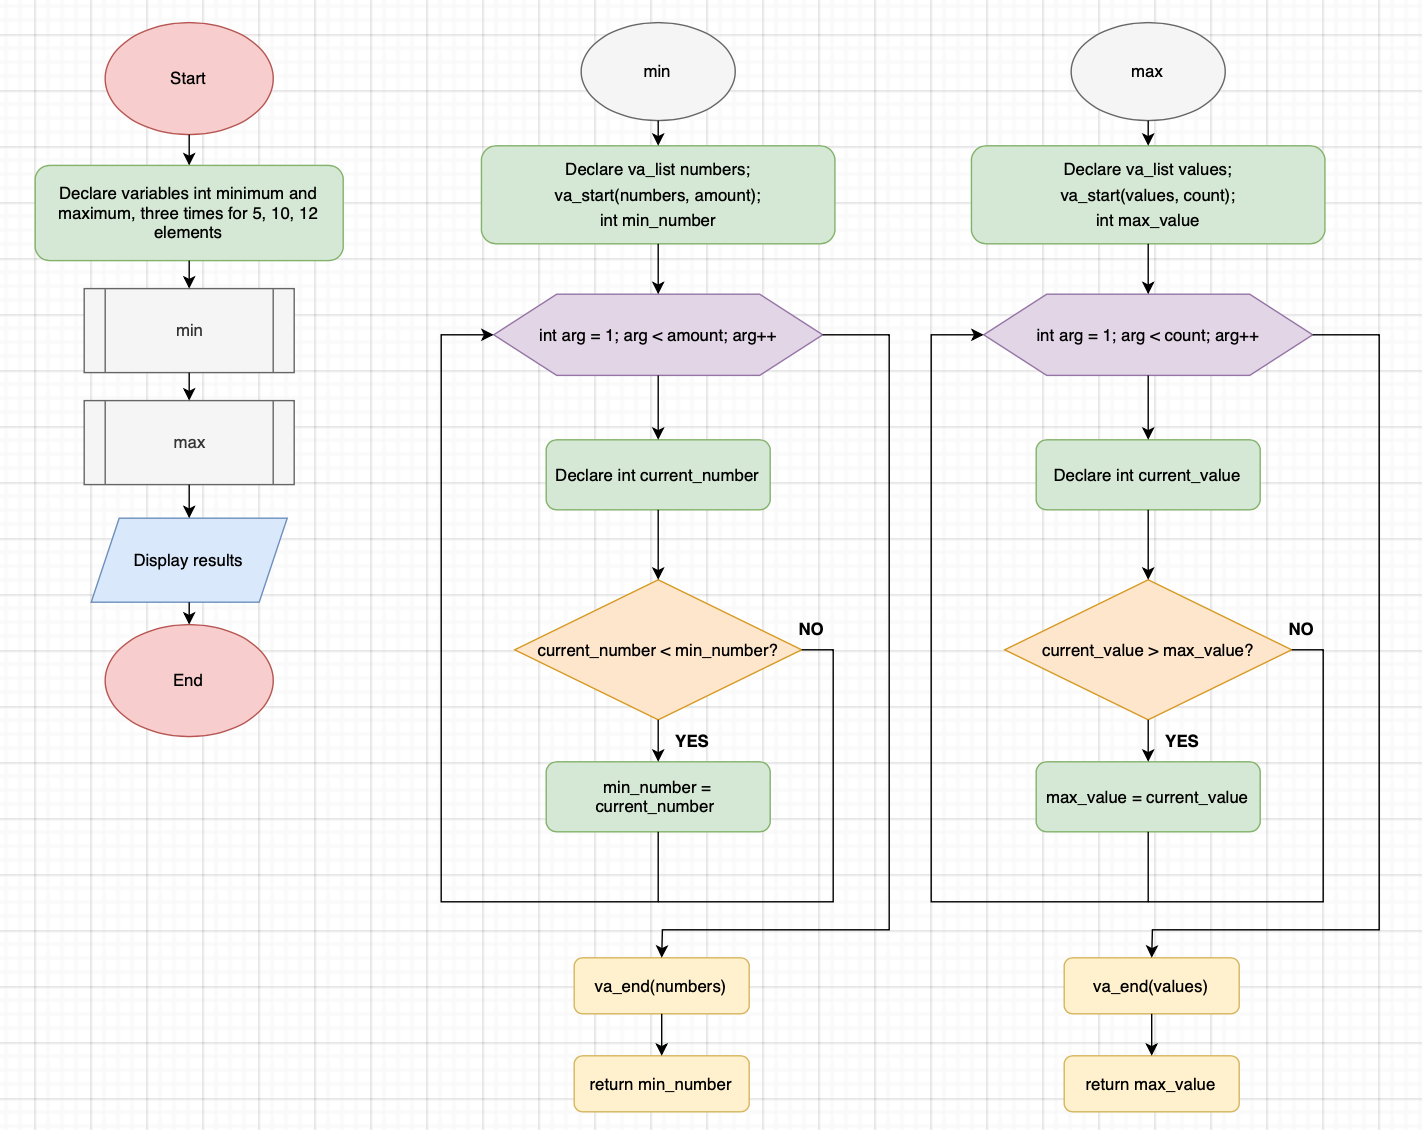 Start
Declare variables int minimum and
maximum, three times for 5, 10, 12
elements
min
max
Display results
End
min
Declare va_list numbers;
va_start(numbers, amount);
int min_number
int arg = 1; arg < amount; arg++
Declare int current_number
current_number < min_number?
NO
YES
min_number =
current_number
va_end(numbers)
return min_number
max
Declare va_list values;
va_start(values, count);
int max_value
int arg = 1; arg < count; arg++
Declare int current_value
current_value > max_value?
NO
YES
max_value = current_value
va_end(values)
return max_value